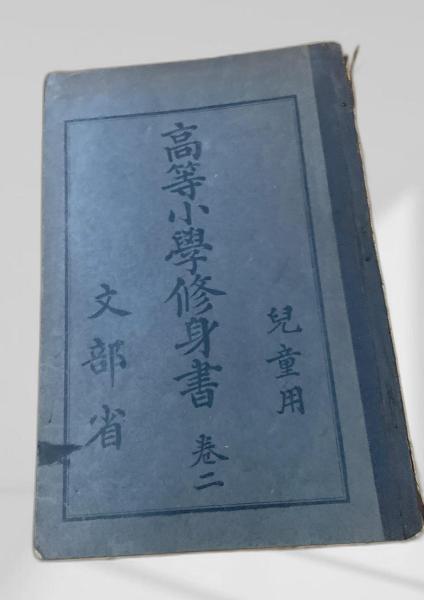 兒童用
高等小學修身書 卷二
文部省